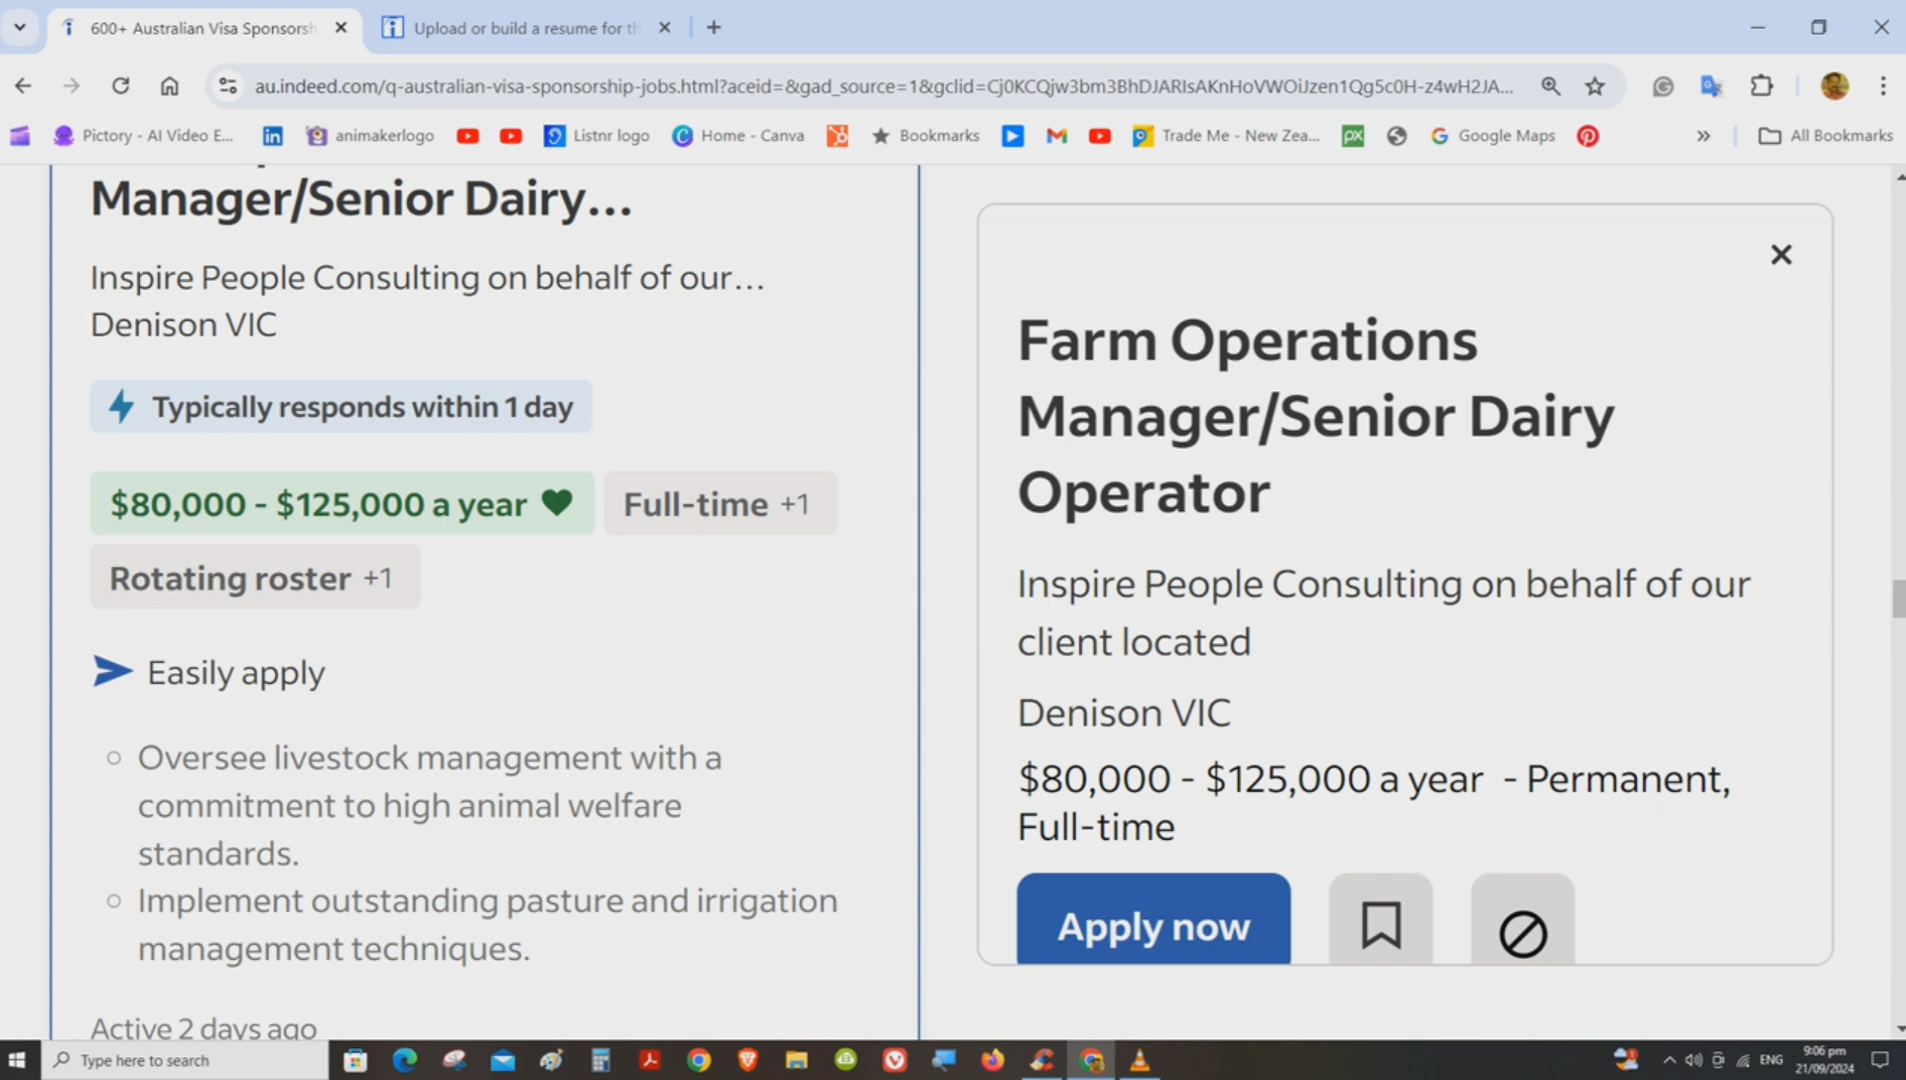 600+ Australian Visa Sponsorsh
Upload or build a resume for th
au.indeed.com/q-australian-visa-sponsorship-jobs.html?aceid=&gad_source=1&gclid=Cj0KCQjw3bm3BhDJARIsAKnHoVWOiJzen1Qg5c0H-z4wH2JA...
Pictory - AI Video E...
animakerlogo
Listnr logo
Home - Canva
Bookmarks
Trade Me - New Zea...
Google Maps
All Bookmarks
Manager/Senior Dairy...
Inspire People Consulting on behalf of our...
Denison VIC
Typically responds within 1 day
$80,000 - $125,000 a year
Full-time +1
Rotating roster +1
Easily apply
Oversee livestock management with a
commitment to high animal welfare
standards.
Implement outstanding pasture and irrigation
management techniques.
Active 2 days ago
Farm Operations
Manager/Senior Dairy
Operator
Inspire People Consulting on behalf of our
client located
Denison VIC
$80,000 - $125,000 a year - Permanent,
Full-time
Apply now
Type here to search
ENG
9:06 pm
21/09/2024